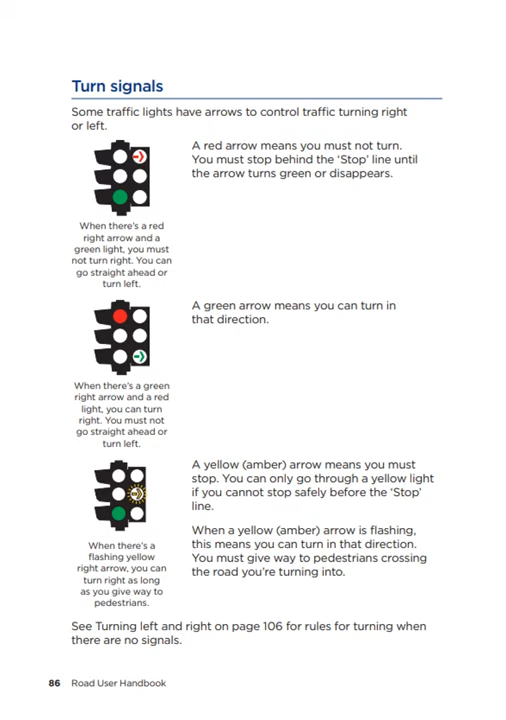 Turn signals
Some traffic lights have arrows to control traffic turning right
or left.
A red arrow means you must not turn.
You must stop behind the ‘Stop’ line until
the arrow turns green or disappears.
When there’s a red
right arrow and a
green light, you must
not turn right. You can
go straight ahead or
turn left.
A green arrow means you can turn in
that direction.
When there’s a green
right arrow and a red
light, you can turn
right. You must not
go straight ahead or
turn left.
A yellow (amber) arrow means you must
stop. You can only go through a yellow light
if you cannot stop safely before the ‘Stop’
line.
When a yellow (amber) arrow is flashing,
this means you can turn in that direction.
You must give way to pedestrians crossing
the road you’re turning into.
When there’s a
flashing yellow
right arrow, you can
turn right as long
as you give way to
pedestrians.
See Turning left and right on page 106 for rules for turning when
there are no signals.
86 Road User Handbook